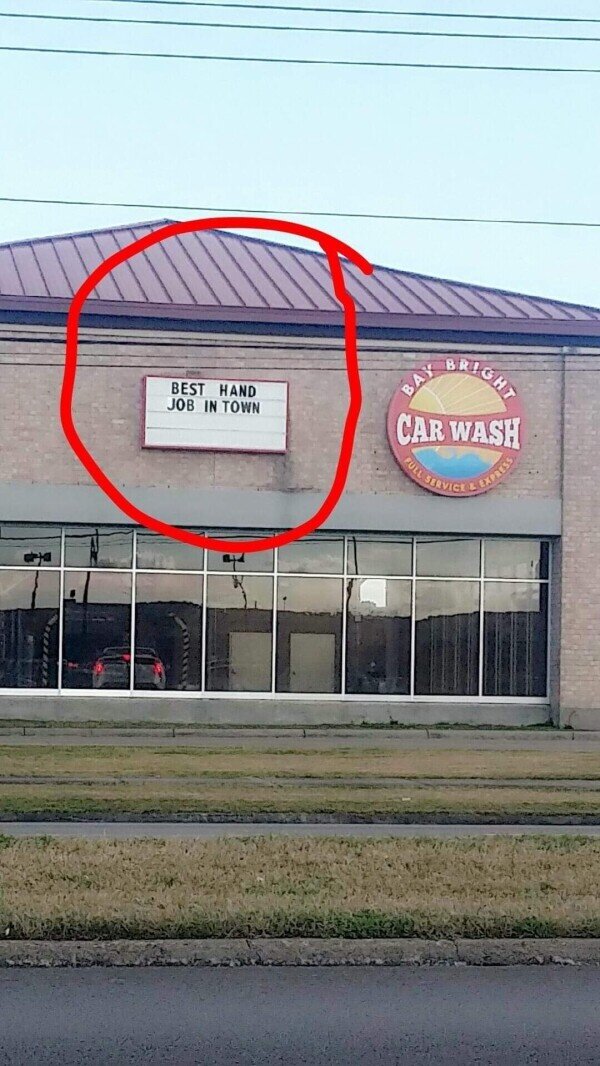 BEST HAND
JOB IN TOWN
BAY BRIGHT
CAR WASH
FULL SERVICE & EXPRESS